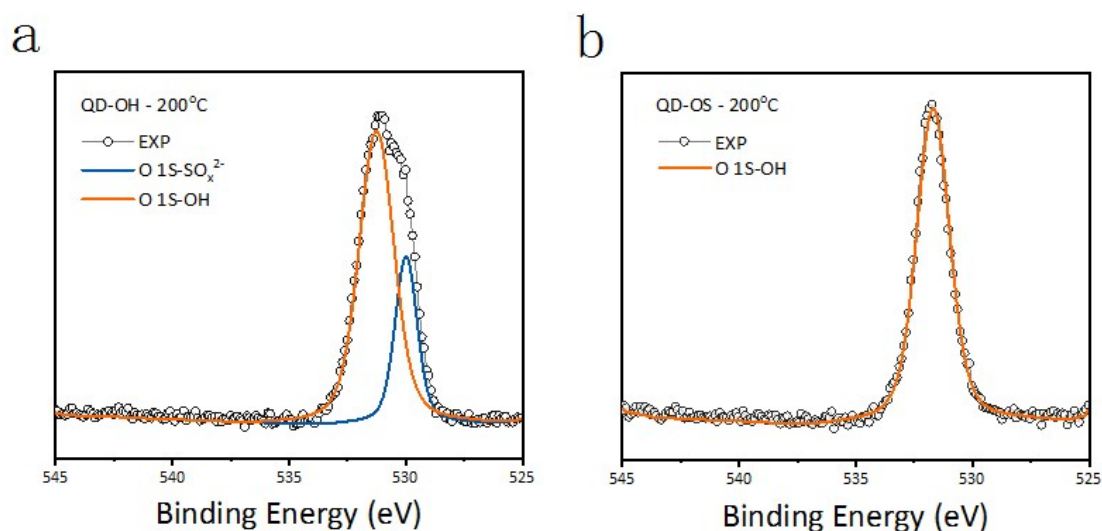 a
QD-OH - 200°C
EXP
O 1S-SOₓ²⁻
O 1S-OH
545 540 535 530 525
Binding Energy (eV)
b
QD-OS - 200°C
EXP
O 1S-OH
545 540 535 530 525
Binding Energy (eV)